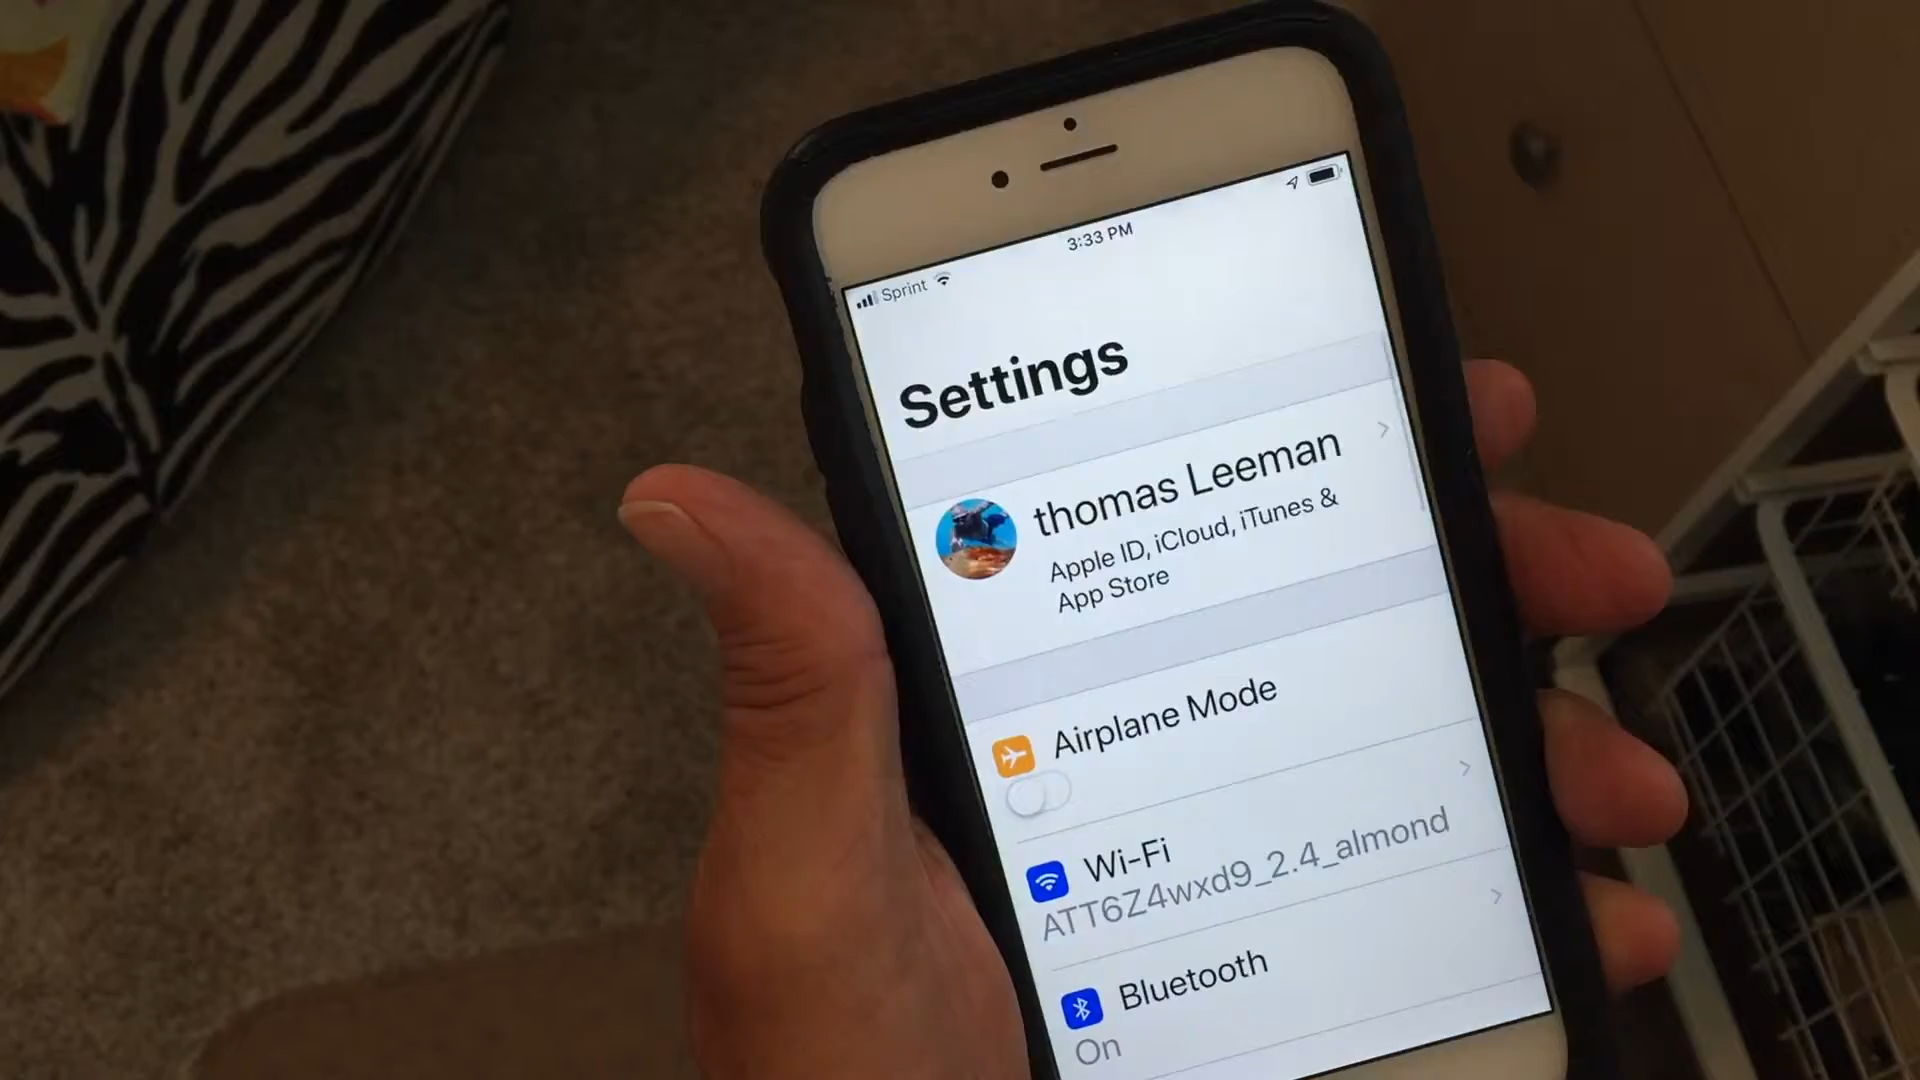 3:33 PM
Sprint
Settings
thomas Leeman
Apple ID, iCloud, iTunes &
App Store
Airplane Mode
Wi-Fi
ATT6Z4wxd9_2.4_almond
Bluetooth
On